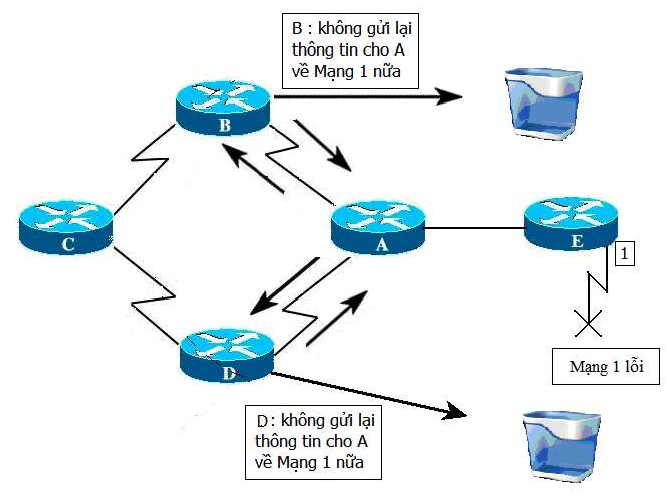 B : không gửi lại
thông tin cho A
về Mạng 1 nữa
B
C
A
E
1
Mạng 1 lỗi
D
D: không gửi lại
thông tin cho A
về Mạng 1 nữa